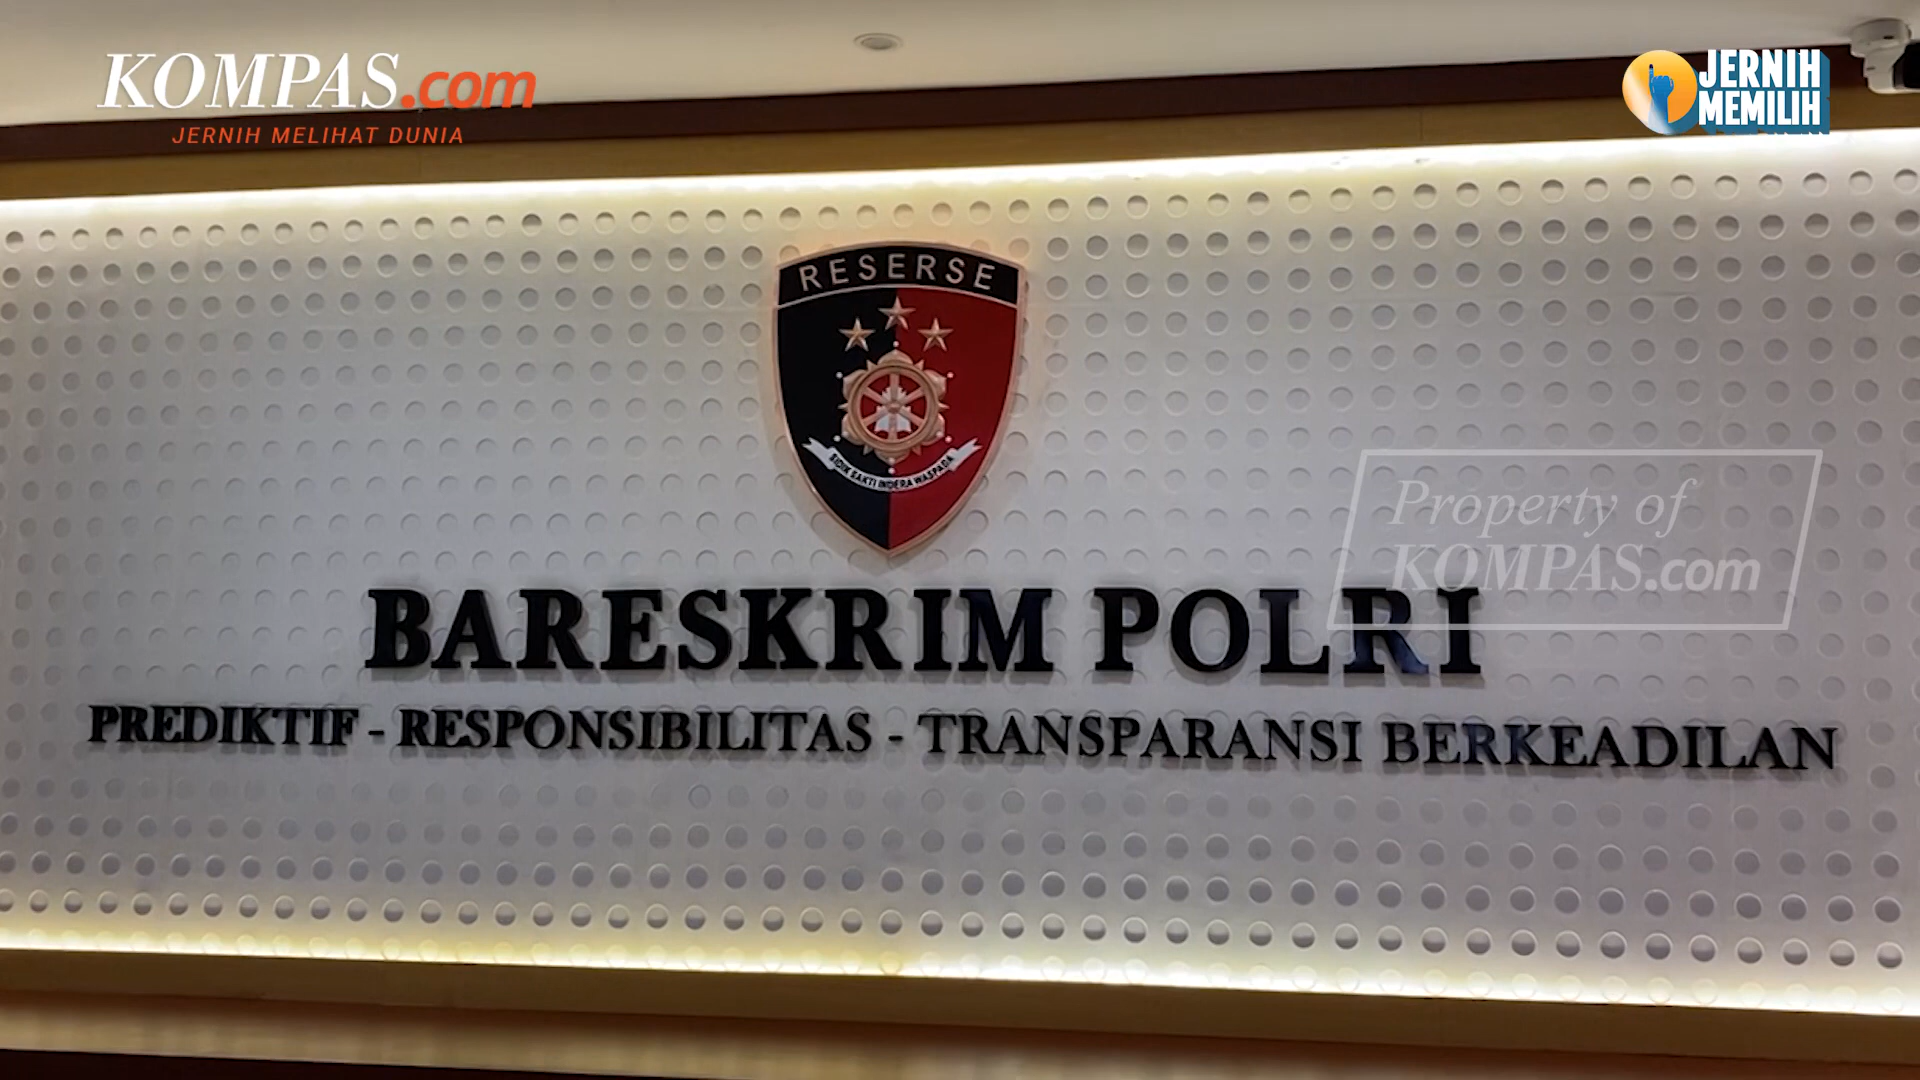 KOMPAS.com
JERNIH MELIHAT DUNIA
JERNIH
MEMILIH
RESERSE
SIDIK SAKTI INDERA WASPADA
Property of
KOMPAS.com
BARESKRIM POLRI
PREDIKTIF - RESPONSIBILITAS - TRANSPARANSI BERKEADILAN